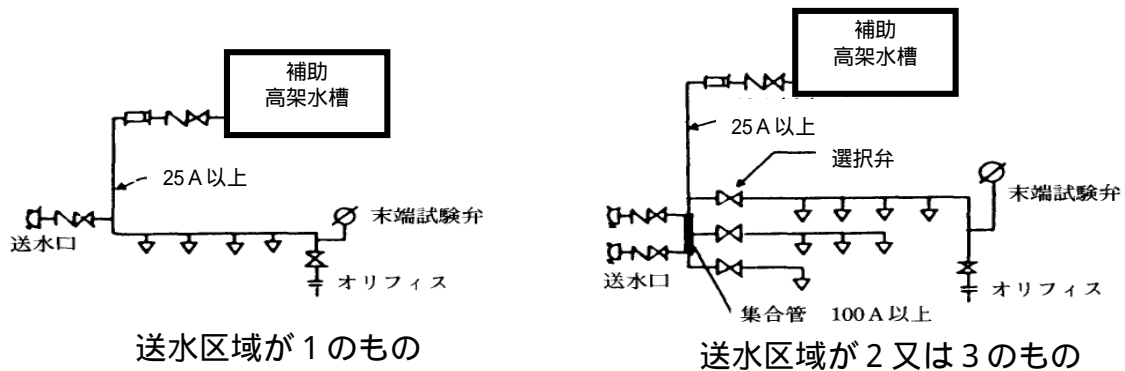 補助
高架水槽
25A以上
送水口
末端試験弁
オリフィス
送水区域が1のもの
補助
高架水槽
25A以上
選択弁
末端試験弁
送水口
オリフィス
集合管 100A以上
送水区域が2又は3のもの